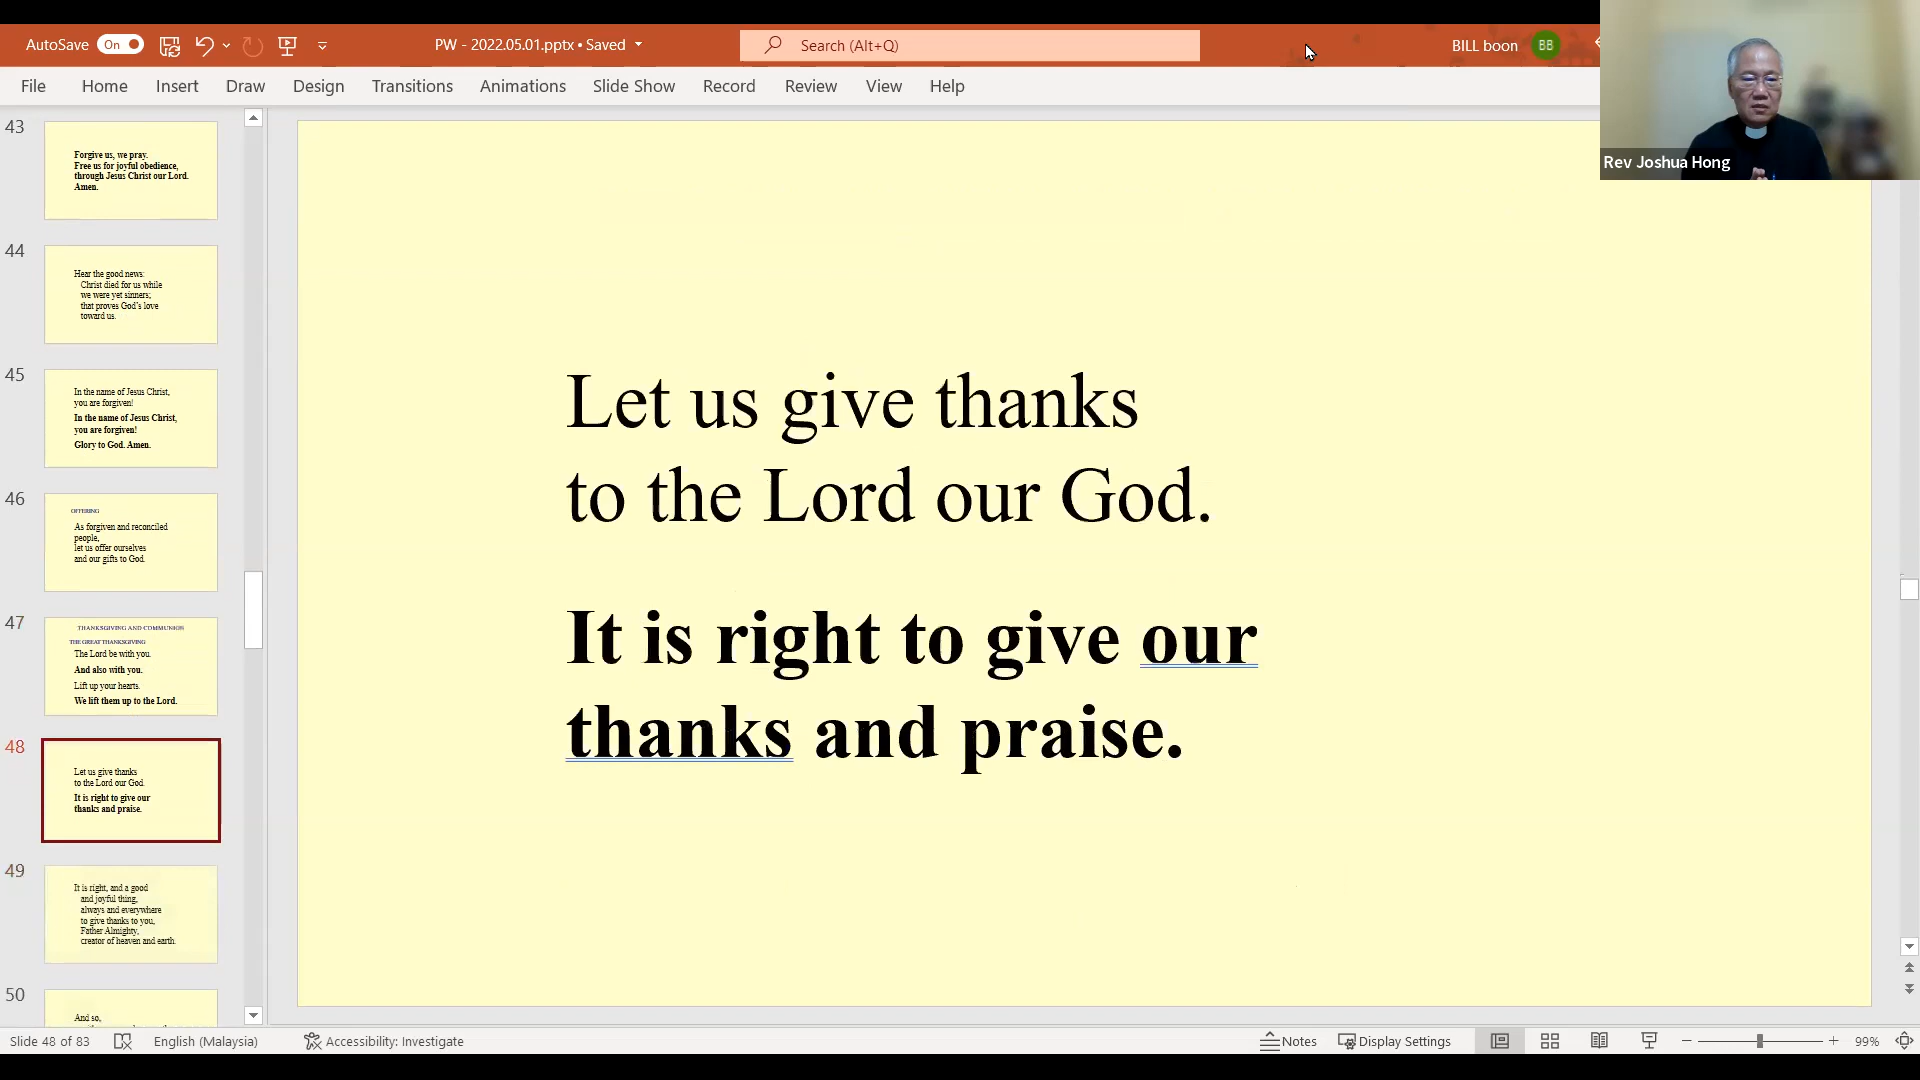 AutoSave On PW - 2022.05.01.pptx • Saved Search (Alt+Q) BILL boon BB
File Home Insert Draw Design Transitions Animations Slide Show Record Review View Help
Rev Joshua Hong
43
Forgive us, we pray.
Free us for joyful obedience,
through Jesus Christ our Lord.
Amen.
44
Hear the good news:
Christ died for us while
we were yet sinners;
that proves God's love
toward us.
45
In the name of Jesus Christ,
you are forgiven!
In the name of Jesus Christ,
you are forgiven!
Glory to God. Amen.
46
OFFERING
As forgiven and reconciled
people,
let us offer ourselves
and our gifts to God.
47
THANKSGIVING AND COMMUNION
THE GREAT THANKSGIVING
The Lord be with you.
And also with you.
Lift up your hearts.
We lift them up to the Lord.
48
Let us give thanks
to the Lord our God.
It is right to give our
thanks and praise.
49
It is right, and a good
and joyful thing,
always and everywhere
to give thanks to you,
Father Almighty,
creator of heaven and earth.
50
And so,
Let us give thanks
to the Lord our God.
It is right to give our
thanks and praise.
Slide 48 of 83 English (Malaysia) Accessibility: Investigate Notes Display Settings 99%